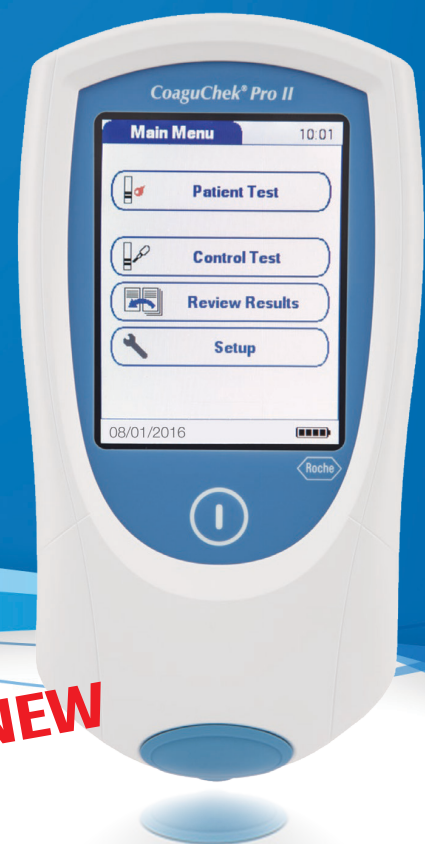 CoaguChek® Pro II
Main Menu 10:01
Patient Test
Control Test
Review Results
Setup
08/01/2016
Roche
NEW